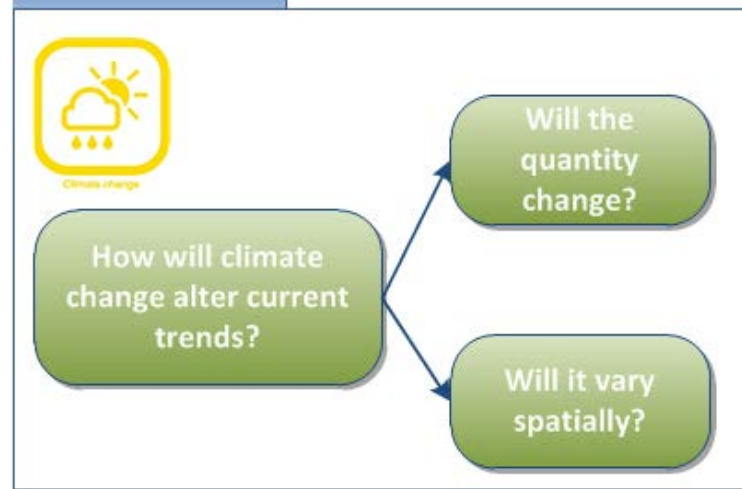 Climate change
How will climate
change alter current
trends?
Will the
quantity
change?
Will it vary
spatially?